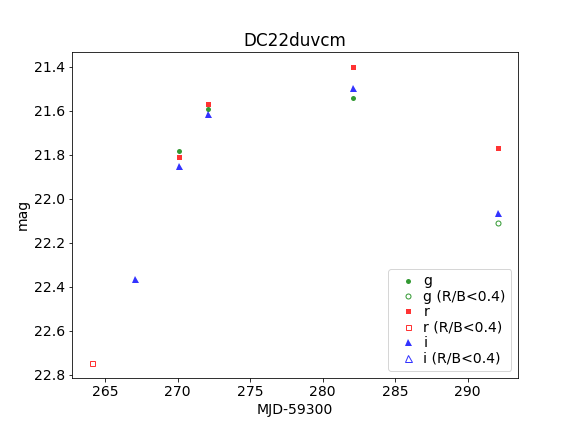 DC22duvcm
21.4
21.6
21.8
22.0
22.2
22.4
22.6
22.8
mag
265
270
275
280
285
290
MJD-59300
g
g (R/B<0.4)
r
r (R/B<0.4)
i
i (R/B<0.4)